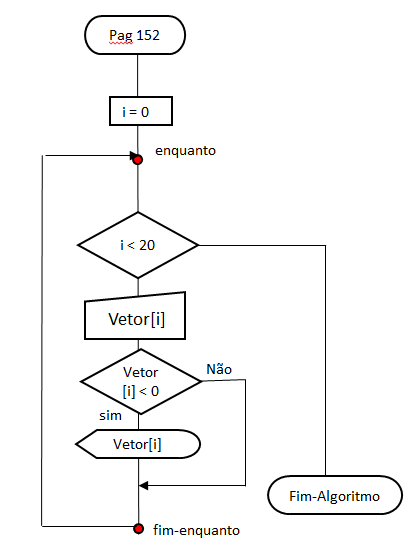 Pag 152
i = 0
enquanto
i < 20
Vetor[i]
Vetor
[i] < 0
Não
sim
Vetor[i]
Fim-Algoritmo
fim-enquanto